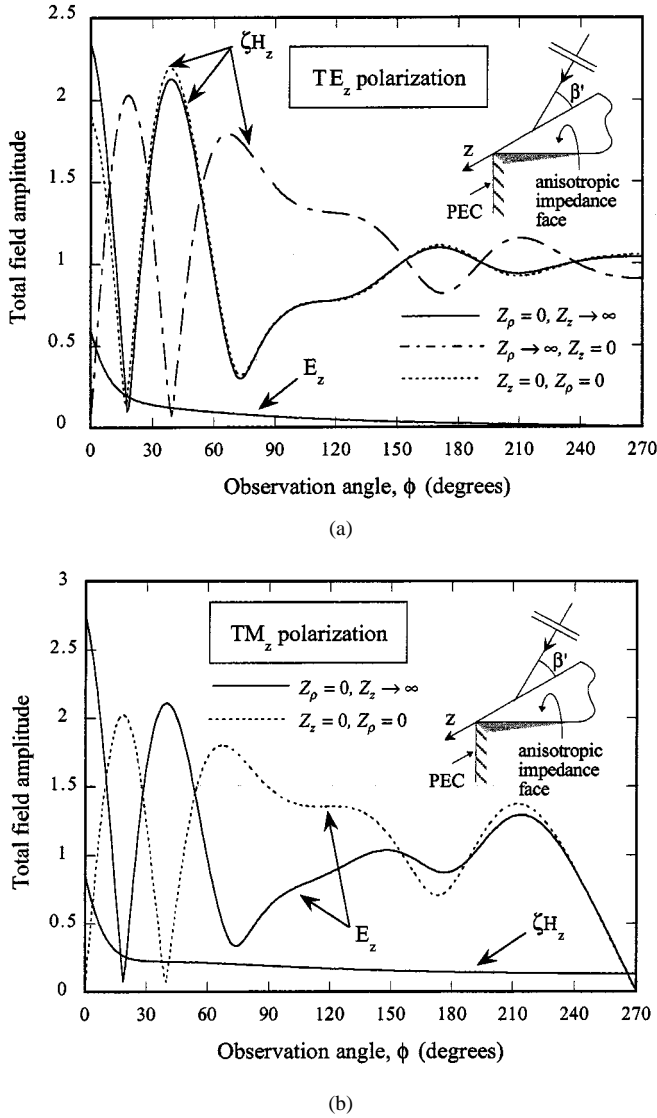 2.5
2
1.5
1
0.5
0
Total field amplitude
ζH_z
TE_z polarization
β'
z
PEC
anisotropic
impedance
face
Z_ρ = 0, Z_z → ∞
Z_ρ → ∞, Z_z = 0
Z_z = 0, Z_ρ = 0
E_z
0 30 60 90 120 150 180 210 240 270
Observation angle, ϕ (degrees)
(a)
3
2.5
2
1.5
1
0.5
0
Total field amplitude
TM_z polarization
Z_ρ = 0, Z_z → ∞
Z_z = 0, Z_ρ = 0
β'
z
PEC
anisotropic
impedance
face
E_z
ζH_z
0 30 60 90 120 150 180 210 240 270
Observation angle, ϕ (degrees)
(b)